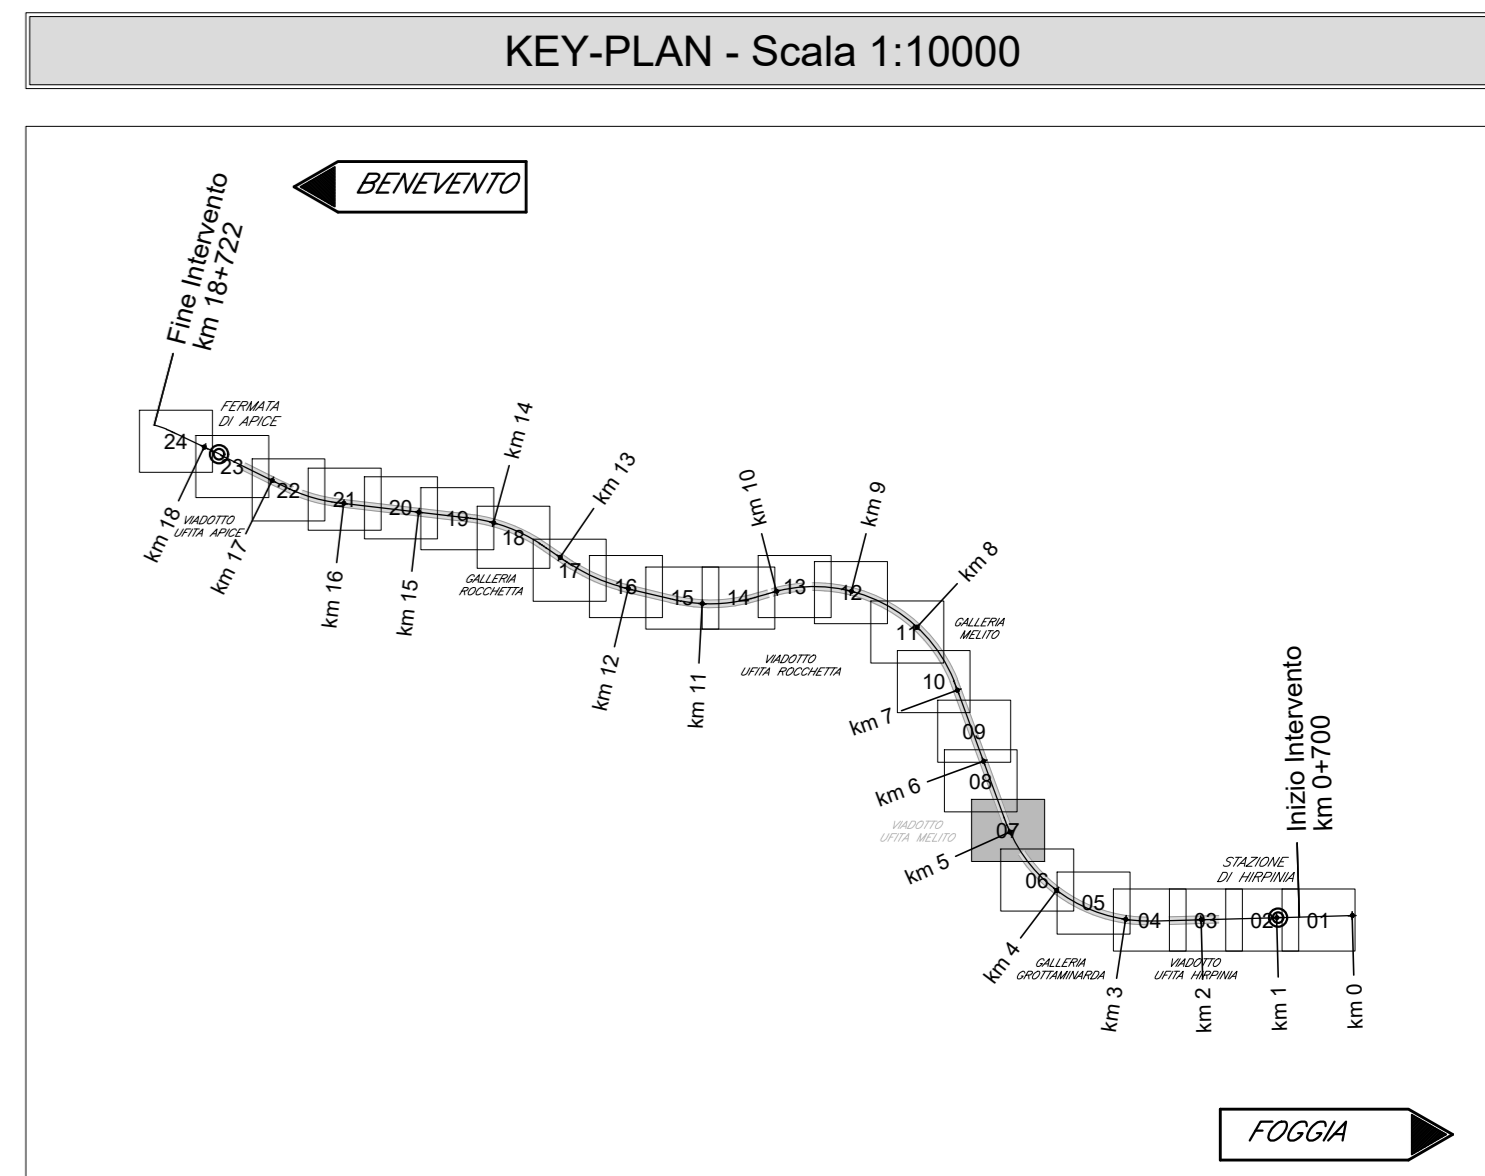 KEY-PLAN - Scala 1:10000
BENEVENTO
Fine Intervento
km 18+722
FERMATA
DI APICE
24
23
22
21
20
19
18
17
16
15
14
13
12
11
10
09
08
07
06
05
04
03
02
01
VIADOTTO
UFITA APICE
GALLERIA
ROCCHETTA
VIADOTTO
UFITA ROCCHETTA
GALLERIA
MELITO
VIADOTTO
UFITA MELITO
GALLERIA
GROTTAMINARDA
VIADOTTO
UFITA HIRPINIA
STAZIONE
DI HIRPINIA
Inizio Intervento
km 0+700
km 18
km 17
km 16
km 15
km 14
km 13
km 12
km 11
km 10
km 9
km 8
km 7
km 6
km 5
km 4
km 3
km 2
km 1
km 0
FOGGIA